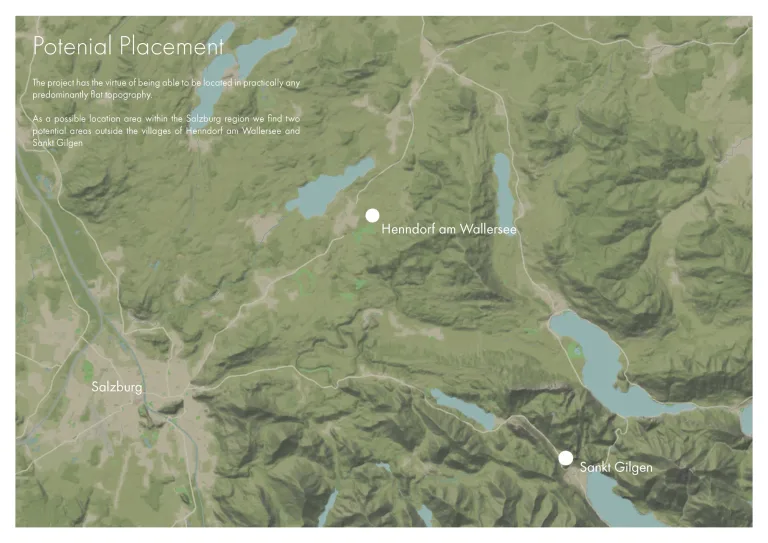 Potenial Placement
The project has the virtue of being able to be located in practically any
predominantly flat topography.
As a possible location area within the Salzburg region we find two
potential areas outside the villages of Henndorf am Wallersee and
Sankt Gilgen
Henndorf am Wallersee
Salzburg
Sankt Gilgen